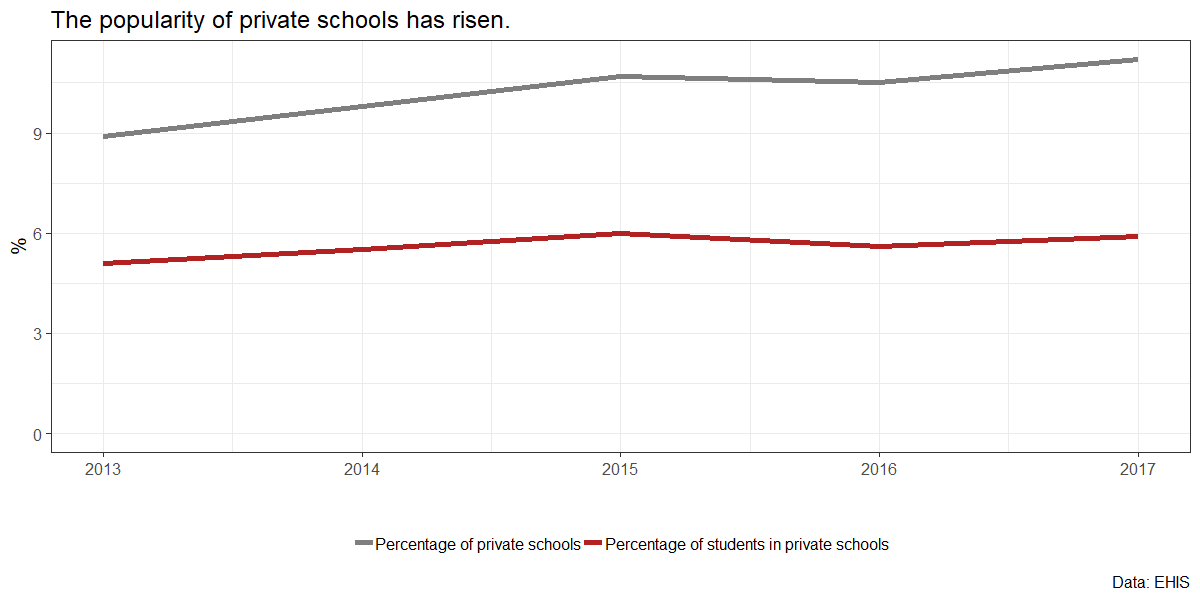 The popularity of private schools has risen.
%
9
6
3
0
2013 2014 2015 2016 2017
Percentage of private schools Percentage of students in private schools
Data: EHIS